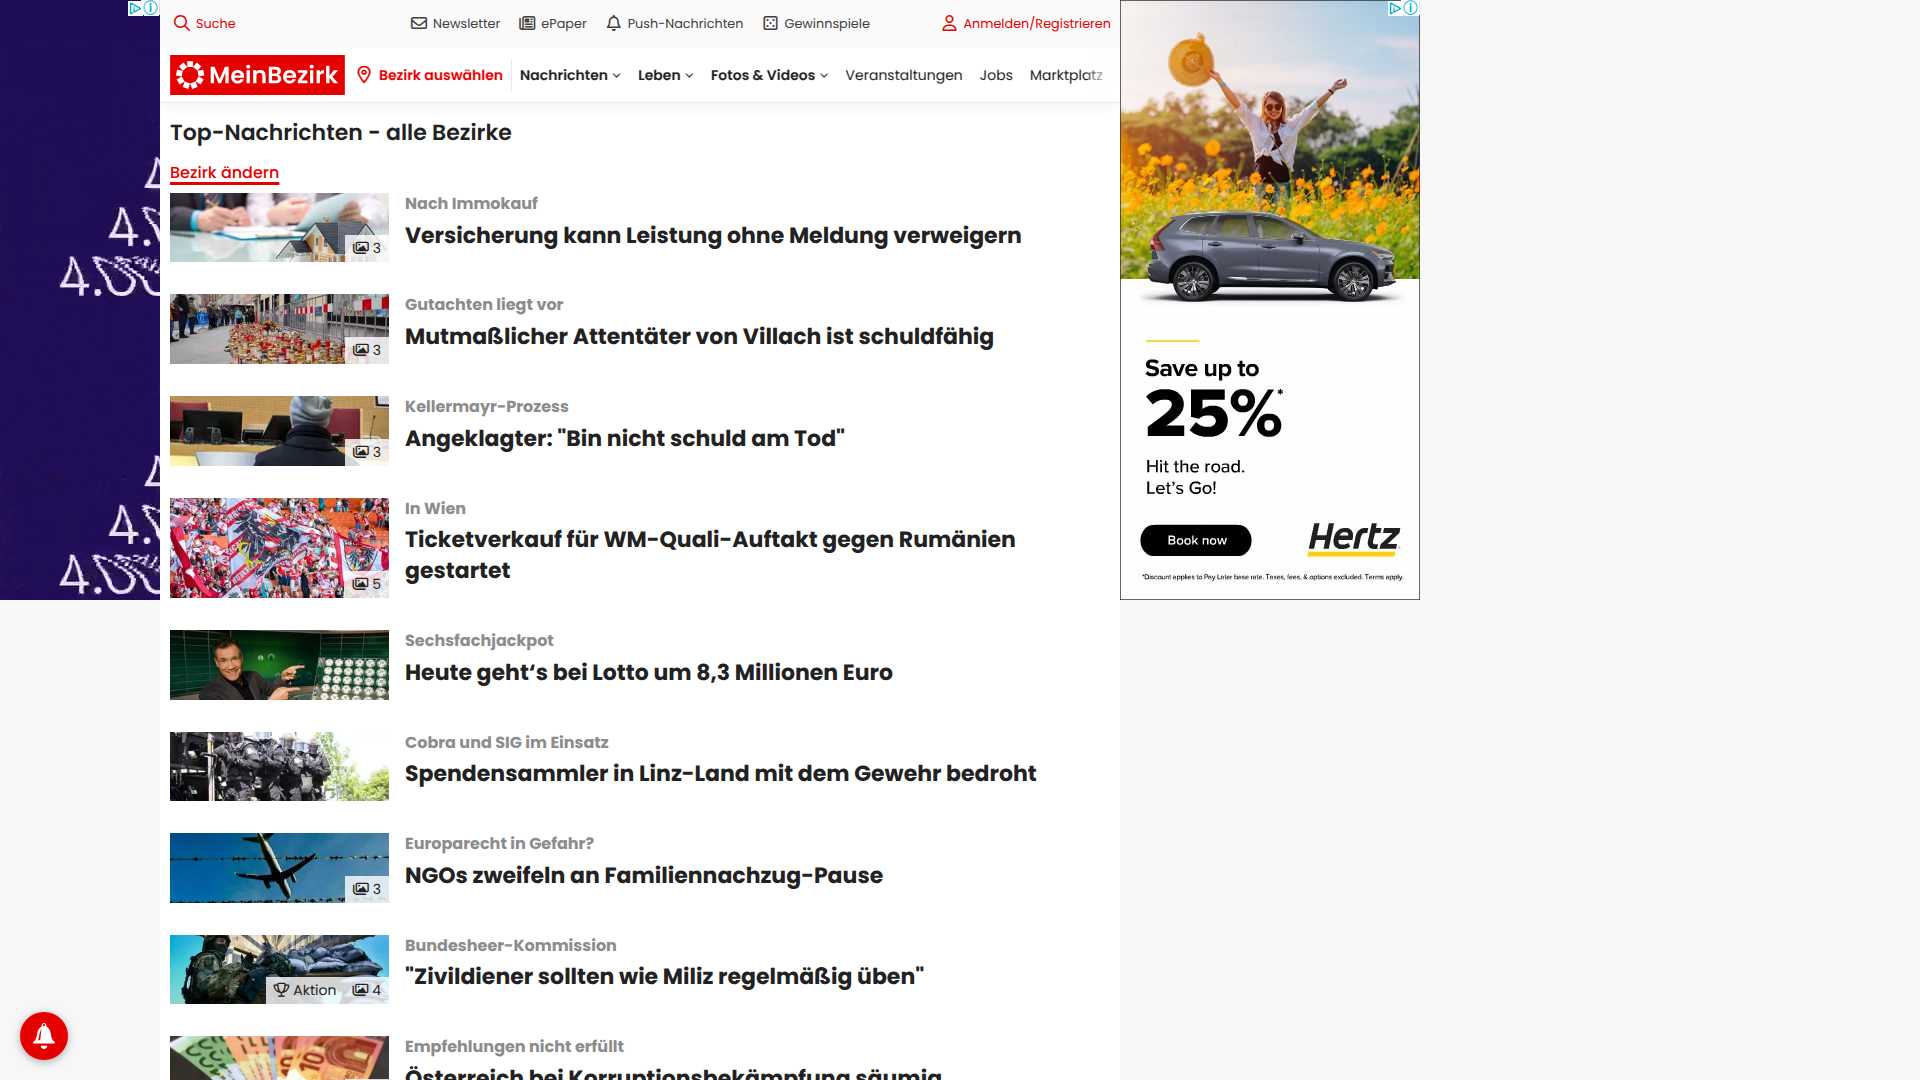 Suche
Newsletter
ePaper
Push-Nachrichten
Gewinnspiele
Anmelden/Registrieren
MeinBezirk
Bezirk auswählen
Nachrichten
Leben
Fotos & Videos
Veranstaltungen
Jobs
Marktplatz
Top-Nachrichten - alle Bezirke
Bezirk ändern
3
Nach Immokauf
Versicherung kann Leistung ohne Meldung verweigern
3
Gutachten liegt vor
Mutmaßlicher Attentäter von Villach ist schuldfähig
3
Kellermayr-Prozess
Angeklagter: "Bin nicht schuld am Tod"
5
In Wien
Ticketverkauf für WM-Quali-Auftakt gegen Rumänien
gestartet
Sechsfachjackpot
Heute geht‘s bei Lotto um 8,3 Millionen Euro
Cobra und SIG im Einsatz
Spendensammler in Linz-Land mit dem Gewehr bedroht
3
Europarecht in Gefahr?
NGOs zweifeln an Familiennachzug-Pause
Aktion
4
Bundesheer-Kommission
"Zivildiener sollten wie Miliz regelmäßig üben"
Empfehlungen nicht erfüllt
Österreich bei Korruptionsbekämpfung säumig
Save up to
25%*
Hit the road.
Let's Go!
Book now
Hertz
*Discount applies to Pay Later base rate. Taxes, fees, & options excluded. Terms apply.